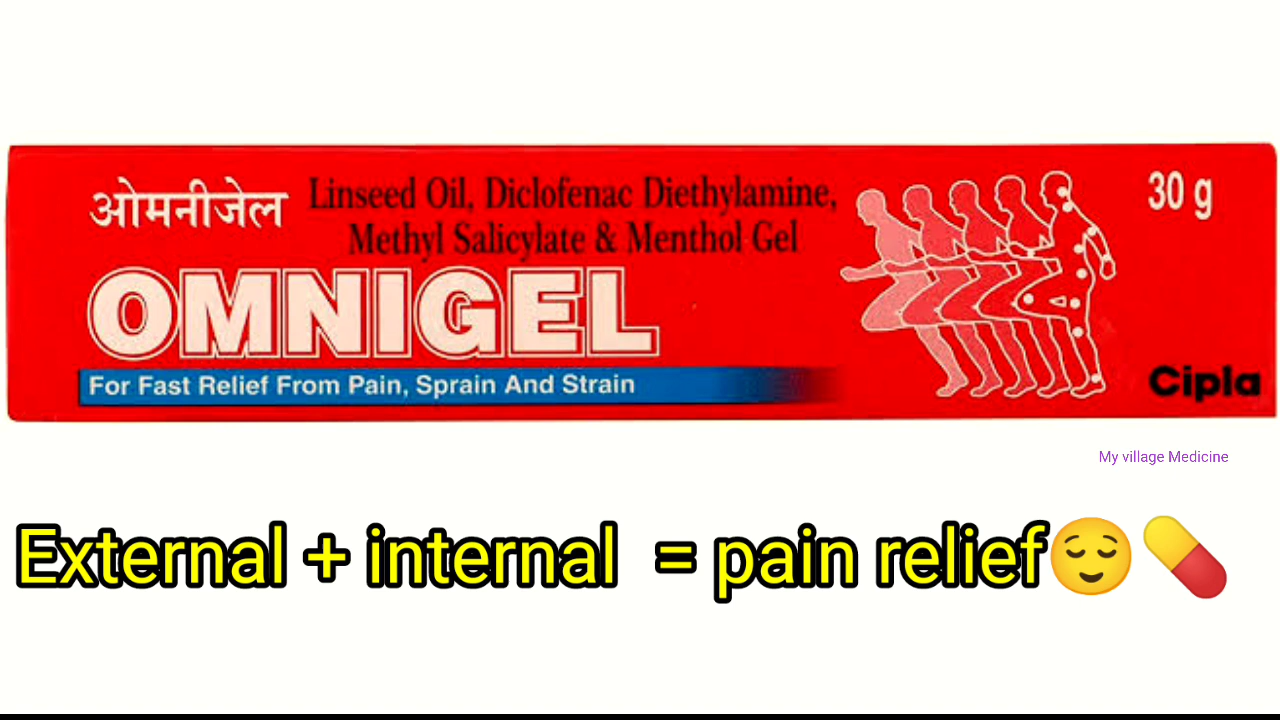 ओमनीजेल
Linseed Oil, Diclofenac Diethylamine,
Methyl Salicylate & Menthol Gel
30 g
OMNIGEL
For Fast Relief From Pain, Sprain And Strain
Cipla
My village Medicine
External + internal = pain relief😌💊